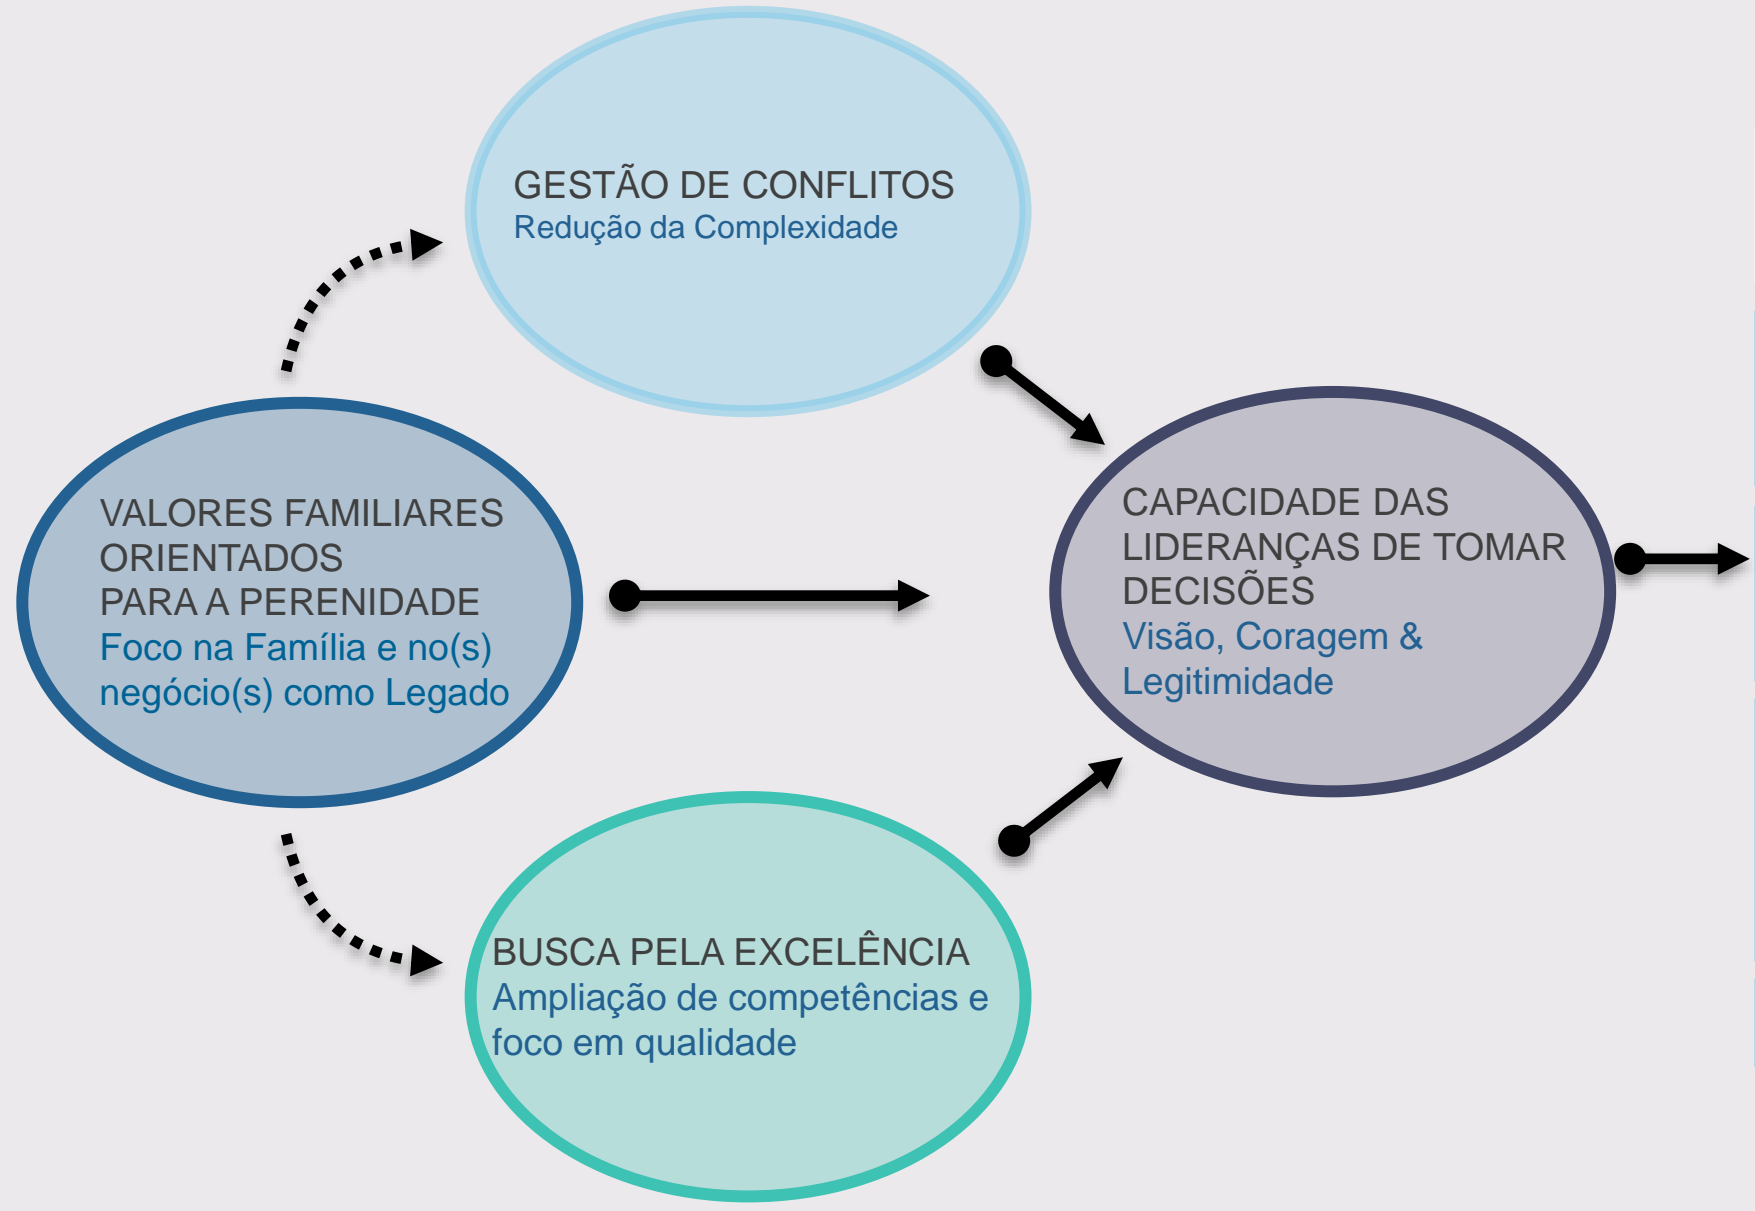 GESTÃO DE CONFLITOS
Redução da Complexidade
VALORES FAMILIARES
ORIENTADOS
PARA A PERENIDADE
Foco na Família e no(s)
negócio(s) como Legado
CAPACIDADE DAS
LIDERANÇAS DE TOMAR
DECISÕES
Visão, Coragem &
Legitimidade
BUSCA PELA EXCELÊNCIA
Ampliação de competências e
foco em qualidade